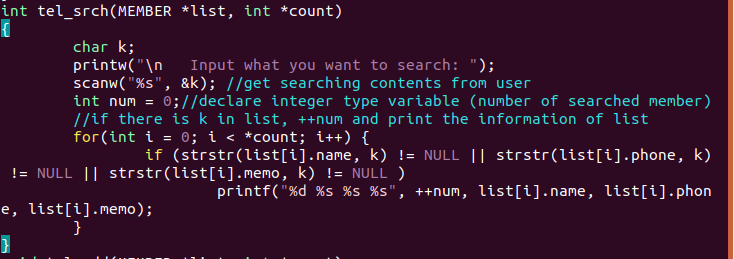 int tel_srch(MEMBER *list, int *count)
{
        char k;
        printw("\n   Input what you want to search: ");
        scanw("%s", &k); //get searching contents from user
        int num = 0;//declare integer type variable (number of searched member)
        //if there is k in list, ++num and print the information of list
        for(int i = 0; i < *count; i++) {
                if (strstr(list[i].name, k) != NULL || strstr(list[i].phone, k)
 != NULL || strstr(list[i].memo, k) != NULL )
                        printf("%d %s %s %s", ++num, list[i].name, list[i].phon
e, list[i].memo);
        }
}